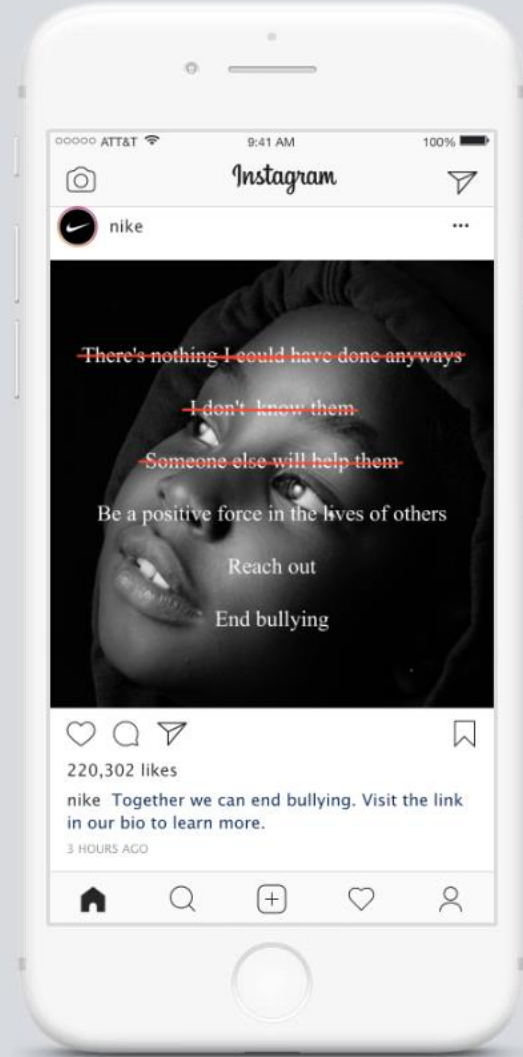 ATT&T
9:41 AM
100%
Instagram
nike
There's nothing I could have done anyways
I don't know them
Someone else will help them
Be a positive force in the lives of others
Reach out
End bullying
220,302 likes
nike Together we can end bullying. Visit the link
in our bio to learn more.
3 HOURS AGO